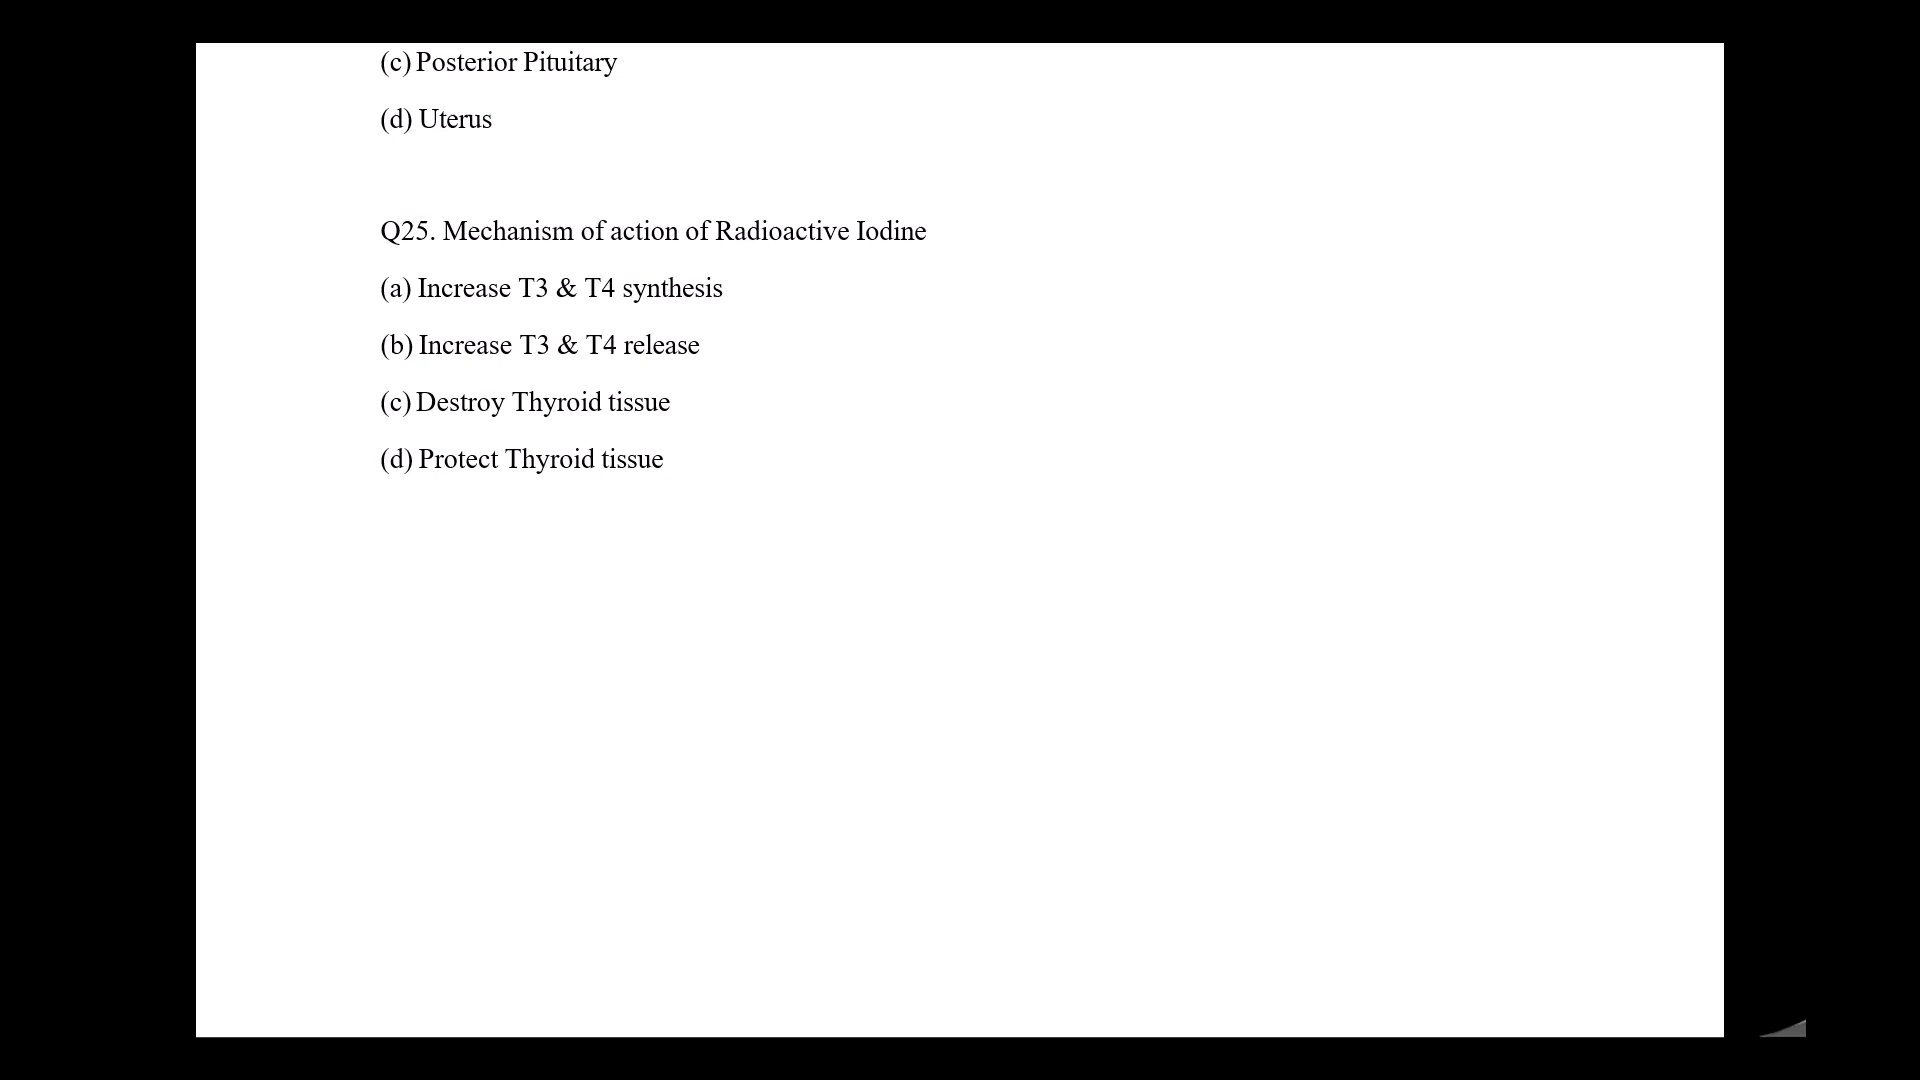 (c) Posterior Pituitary
(d) Uterus
Q25. Mechanism of action of Radioactive Iodine
(a) Increase T3 & T4 synthesis
(b) Increase T3 & T4 release
(c) Destroy Thyroid tissue
(d) Protect Thyroid tissue